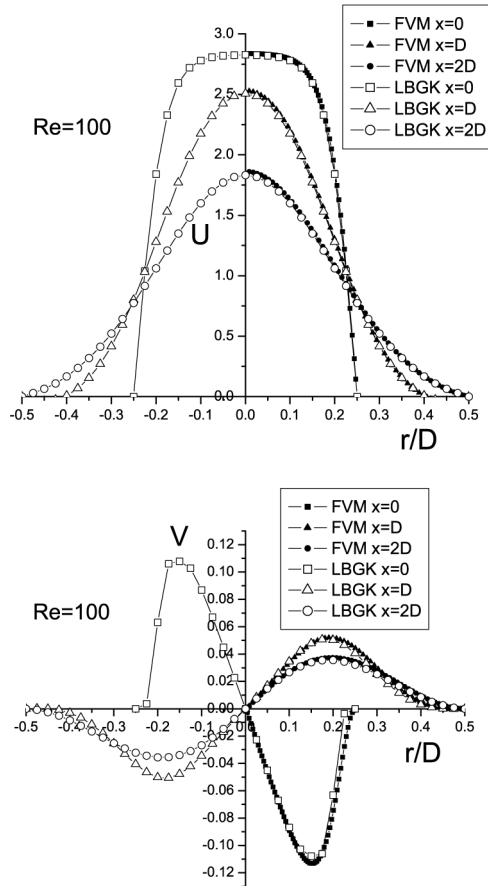 3.0
2.5
2.0
1.5
1.0
0.5
0.0
U
Re=100
FVM x=0
FVM x=D
FVM x=2D
LBGK x=0
LBGK x=D
LBGK x=2D
-0.5 -0.4 -0.3 -0.2 -0.1 0.0 0.1 0.2 0.3 0.4 0.5
r/D
FVM x=0
FVM x=D
FVM x=2D
LBGK x=0
LBGK x=D
LBGK x=2D
V
Re=100
0.12
0.10
0.08
0.06
0.04
0.02
0.00
-0.5 -0.4 -0.3 -0.2 -0.1 0.0 0.1 0.2 0.3 0.4 0.5
r/D
-0.02
-0.04
-0.06
-0.08
-0.10
-0.12